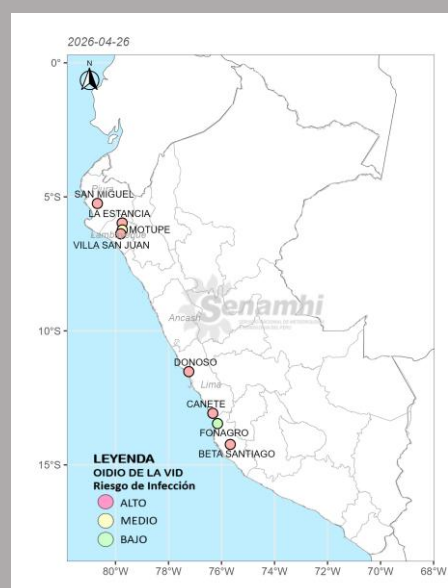 2026-04-26
0°
N
Piura
SAN MIGUEL
5°S
LA ESTANCIA
MOTUPE
Lambayeque
VILLA SAN JUAN
Senamhi
10°S
Ancash
DONOSO
Lima
CANETE
FONAGRO
BETA SANTIAGO
LEYENDA
OIDIO DE LA VID
Riesgo de Infección
ALTO
MEDIO
BAJO
15°S
80°W 78°W 76°W 74°W 72°W 70°W 68°W